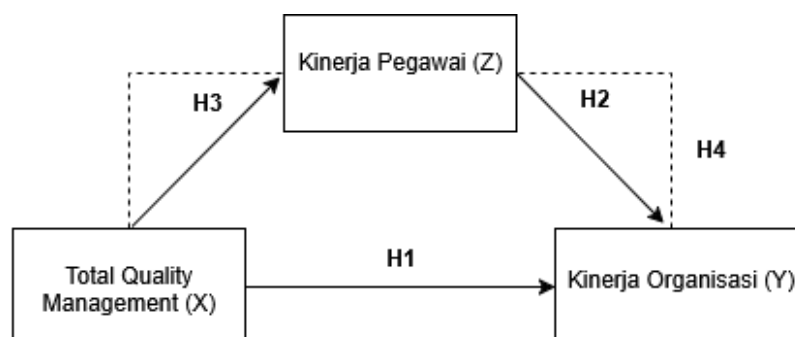 Kinerja Pegawai (Z)
H3
H2
H4
H1
Total Quality
Management (X)
Kinerja Organisasi (Y)